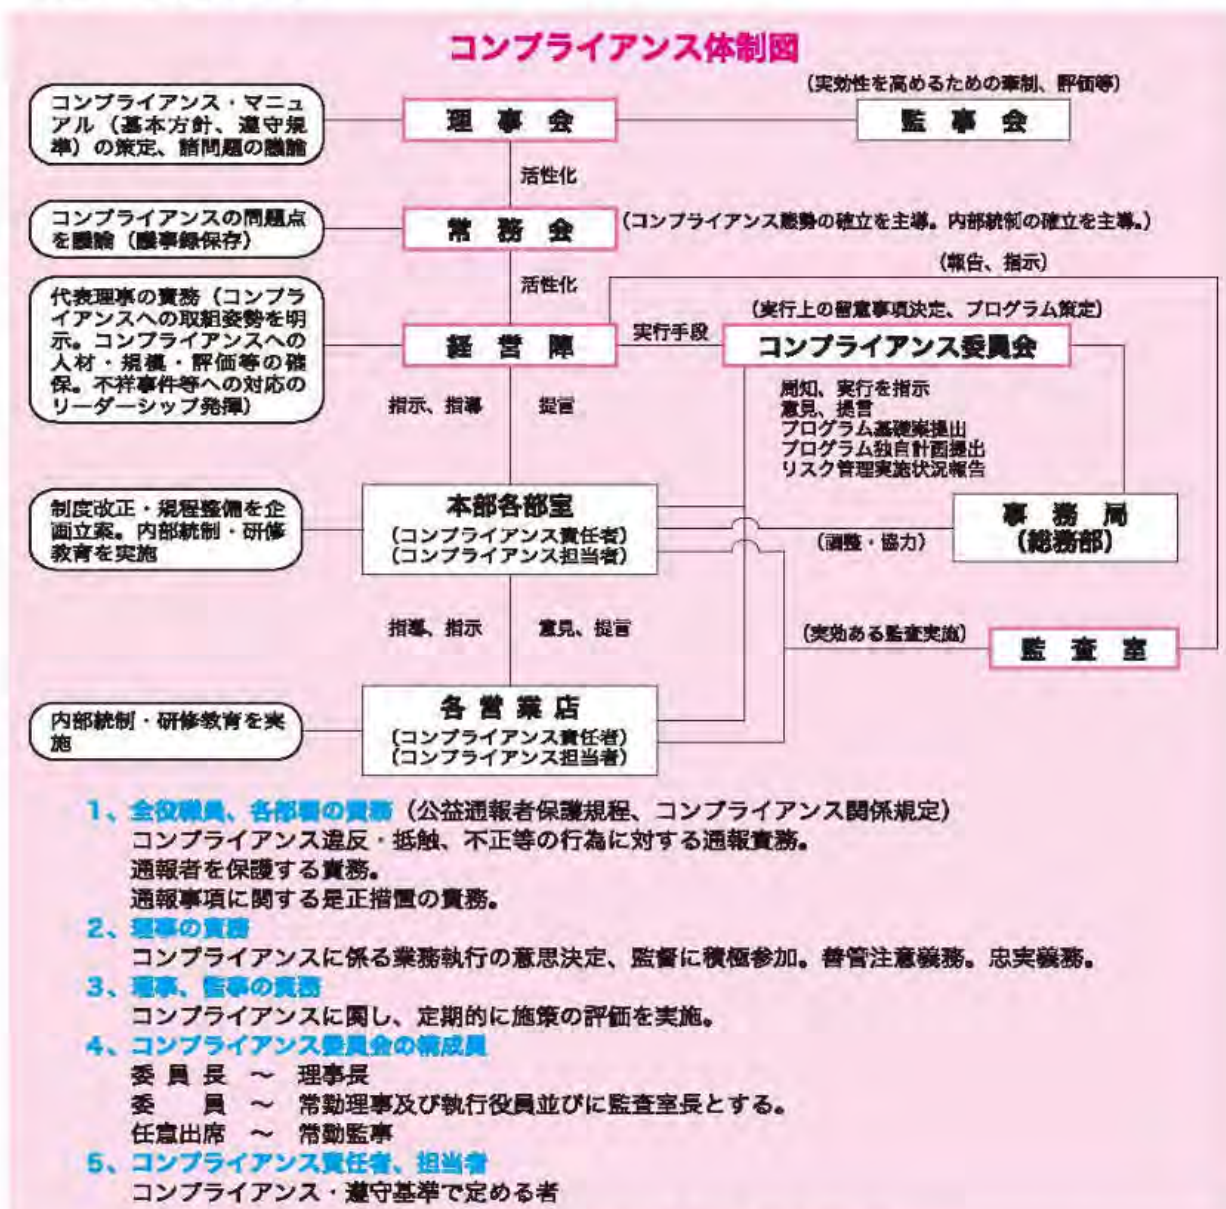 コンプライアンス体制図
(実効性を高めるための牽制、評価等)
コンプライアンス・マニュ
アル(基本方針、遵守規
準)の策定、諸問題の議論
理事会
監事会
活性化
コンプライアンスの問題点
を議論(議事録保存)
常務会
(コンプライアンス態勢の確立を主導。内部統制の確立を主導。)
(報告、指示)
活性化
代表理事の責務(コンプラ
イアンスへの取組姿勢を明
示。コンプライアンスへの
人材・規模・評価等の確
保。不祥事件等への対応の
リーダーシップ発揮)
経営陣
実行手段
(実行上の留意事項決定、プログラム策定)
コンプライアンス委員会
周知、実行を指示
意見、提言
プログラム基礎案提出
プログラム独自計画提出
リスク管理実施状況報告
指示、指導
提言
制度改正・規程整備を企
画立案。内部統制・研修
教育を実施
本部各部室
(コンプライアンス責任者)
(コンプライアンス担当者)
(調整・協力)
事務局
(総務部)
指導、指示
意見、提言
(実効ある監査実施)
監査室
内部統制・研修教育を実
施
各営業店
(コンプライアンス責任者)
(コンプライアンス担当者)
1、全役職員、各部署の責務(公益通報者保護規程、コンプライアンス関係規定)
コンプライアンス違反・抵触、不正等の行為に対する通報責務。
通報者を保護する責務。
通報事項に関する是正措置の責務。
2、理事の責務
コンプライアンスに係る業務執行の意思決定、監督に積極参加。善管注意義務。忠実義務。
3、理事、監事の責務
コンプライアンスに関し、定期的に施策の評価を実施。
4、コンプライアンス委員会の構成員
委員長 ~ 理事長
委員 ~ 常勤理事及び執行役員並びに監査室長とする。
任意出席 ~ 常勤監事
5、コンプライアンス責任者、担当者
コンプライアンス・遵守基準で定める者